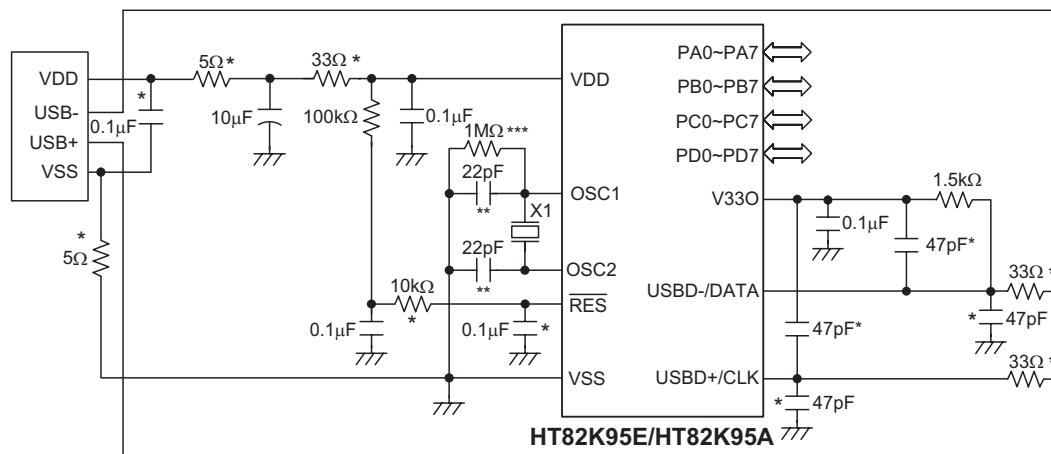 VDD
USB-
USB+
VSS
*
0.1μF
5Ω*
10μF
33Ω*
100kΩ
0.1μF
*
5Ω
1MΩ***
22pF
**
X1
22pF
**
10kΩ
*
0.1μF
0.1μF
*
VDD
OSC1
OSC2
RES
VSS
PA0~PA7
PB0~PB7
PC0~PC7
PD0~PD7
V33O
USBD-/DATA
USBD+/CLK
0.1μF
1.5kΩ
47pF*
33Ω*
*
47pF
47pF*
33Ω*
*
47pF
HT82K95E/HT82K95A